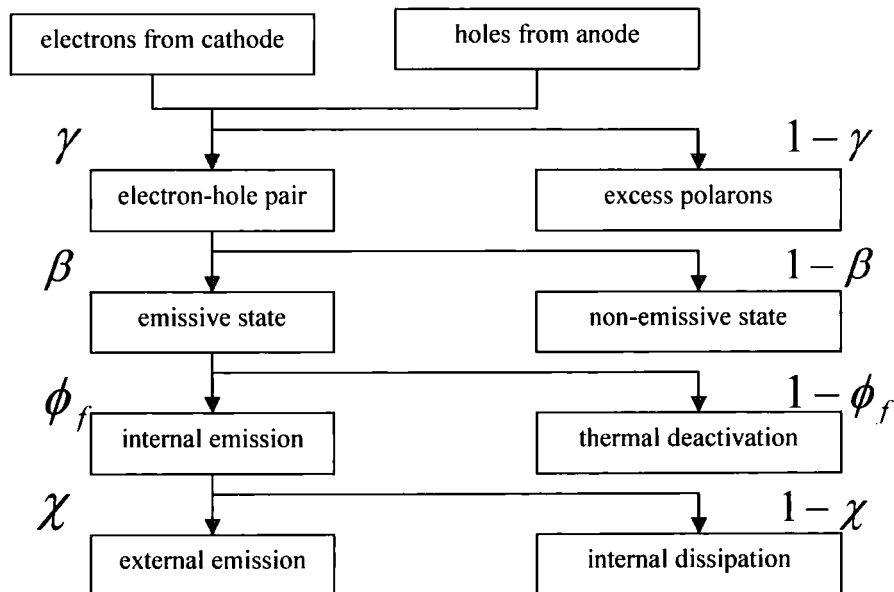 electrons from cathode
holes from anode
γ
1 − γ
electron-hole pair
excess polarons
β
1 − β
emissive state
non-emissive state
ϕf
1 − ϕf
internal emission
thermal deactivation
χ
1 − χ
external emission
internal dissipation